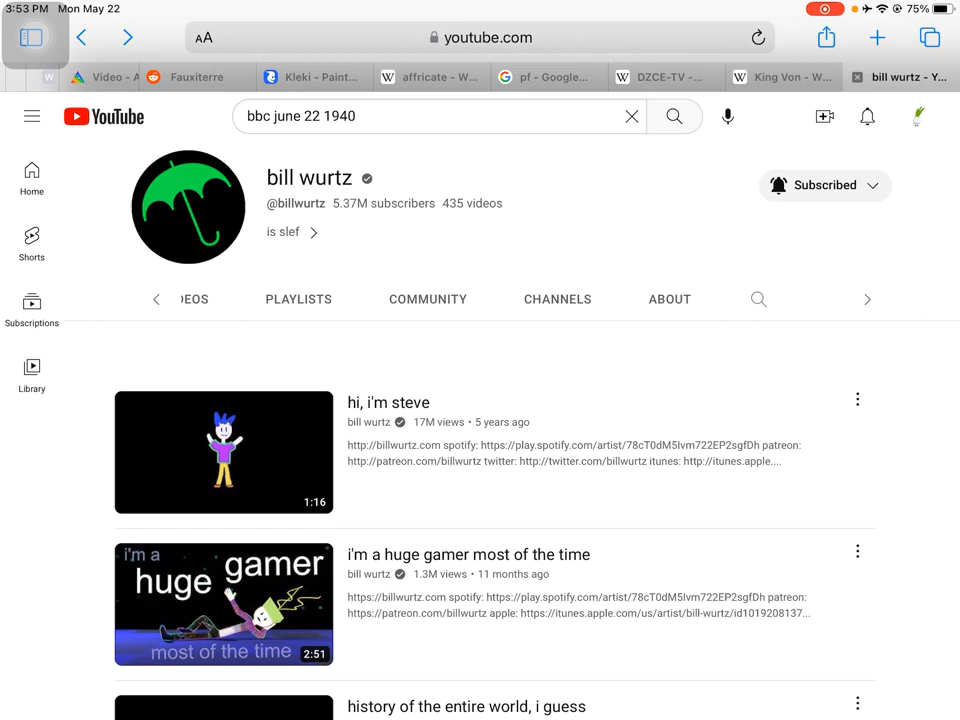 3:53 PM Mon May 22
75%
AA
youtube.com
W
Video - A
Fauxiterre
Kleki - Paint...
W affricate - W...
G pf - Google...
W DZCE-TV -...
W King Von - W...
bill wurtz - Y...
YouTube
bbc june 22 1940
bill wurtz
@billwurtz 5.37M subscribers 435 videos
is slef
Subscribed
Home
Shorts
Subscriptions
Library
DEOS
PLAYLISTS
COMMUNITY
CHANNELS
ABOUT
1:16
hi, i'm steve
bill wurtz 17M views • 5 years ago
http://billwurtz.com spotify: https://play.spotify.com/artist/78cT0dM5Ivm722EP2sgfDh patreon:
http://patreon.com/billwurtz twitter: http://twitter.com/billwurtz itunes: http://itunes.apple....
i'm a
huge gamer
most of the time
2:51
i'm a huge gamer most of the time
bill wurtz 1.3M views • 11 months ago
https://billwurtz.com spotify: https://play.spotify.com/artist/78cT0dM5Ivm722EP2sgfDh patreon:
https://patreon.com/billwurtz apple: https://itunes.apple.com/us/artist/bill-wurtz/id1019208137...
history of the entire world, i guess